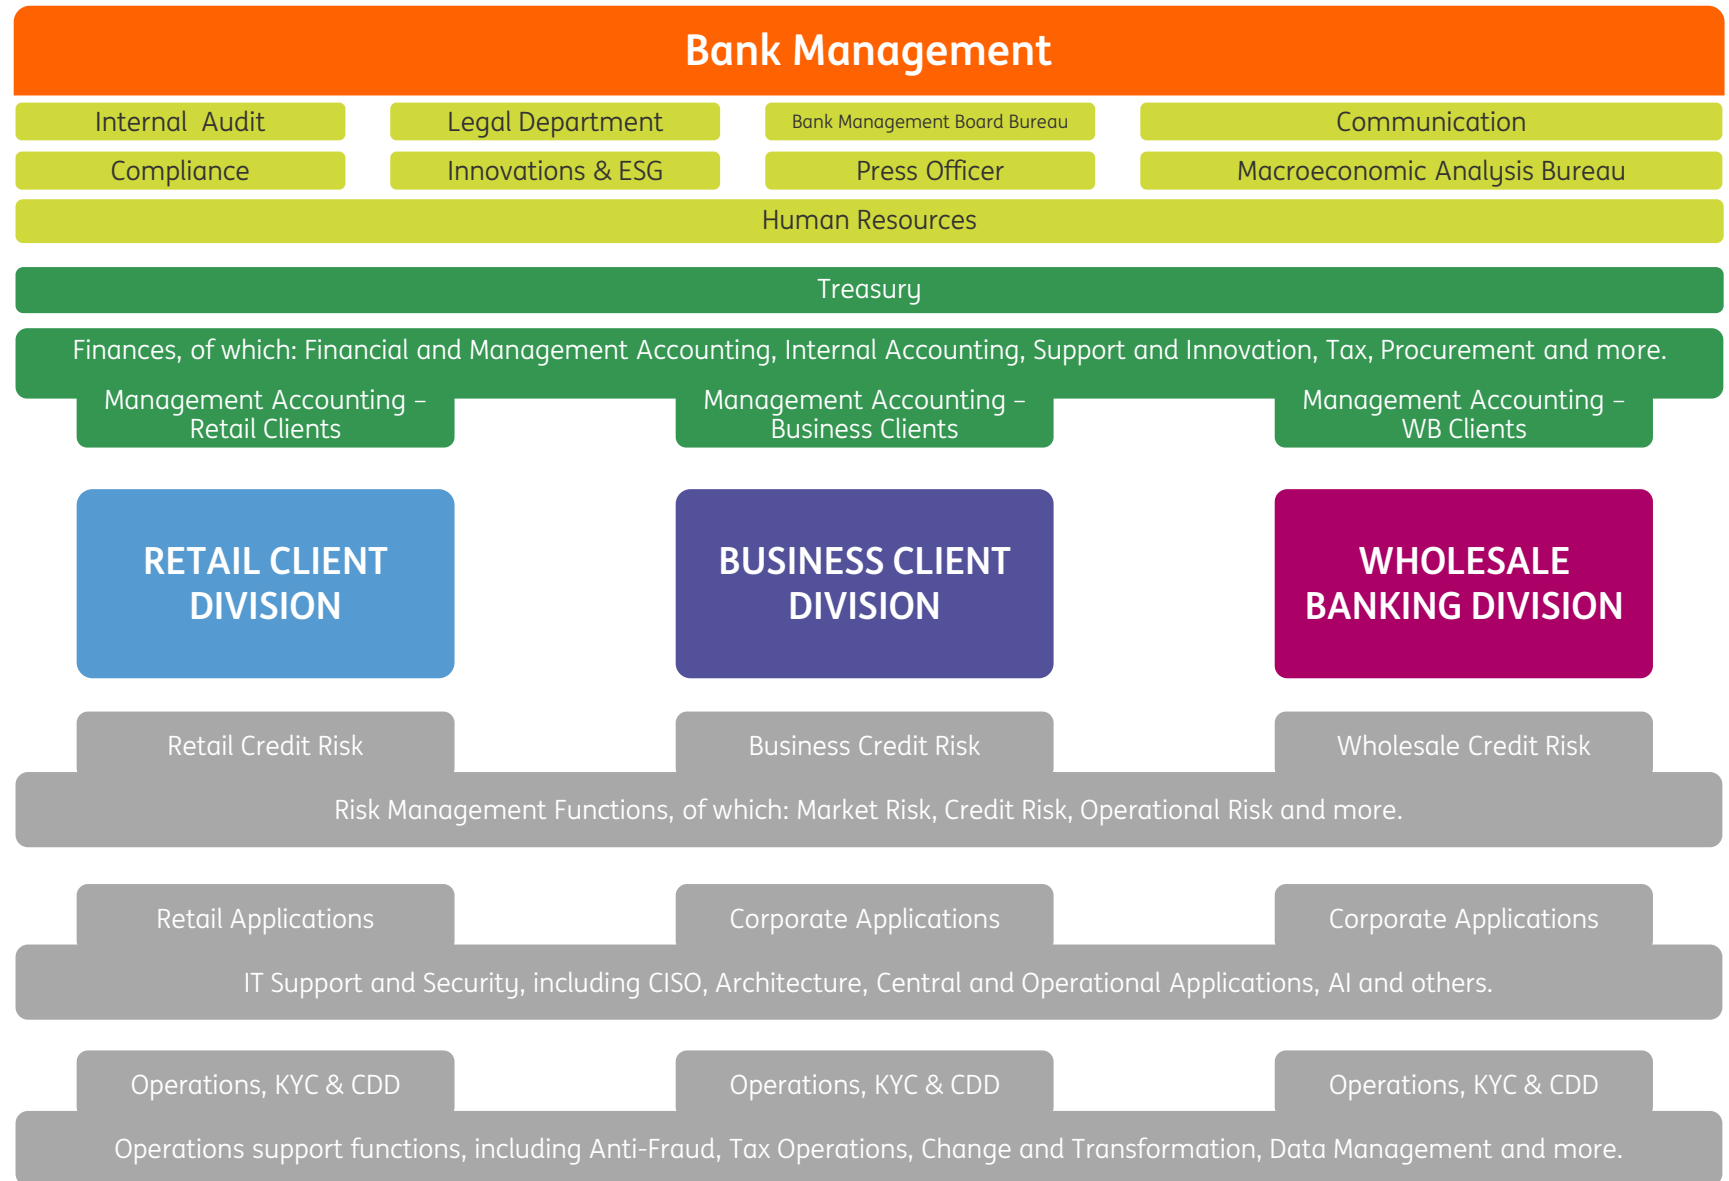 Bank Management
Internal Audit
Legal Department
Bank Management Board Bureau
Communication
Compliance
Innovations & ESG
Press Officer
Macroeconomic Analysis Bureau
Human Resources
Treasury
Finances, of which: Financial and Management Accounting, Internal Accounting, Support and Innovation, Tax, Procurement and more.
Management Accounting –
Retail Clients
Management Accounting –
Business Clients
Management Accounting –
WB Clients
RETAIL CLIENT
DIVISION
BUSINESS CLIENT
DIVISION
WHOLESALE
BANKING DIVISION
Retail Credit Risk
Business Credit Risk
Wholesale Credit Risk
Risk Management Functions, of which: Market Risk, Credit Risk, Operational Risk and more.
Retail Applications
Corporate Applications
Corporate Applications
IT Support and Security, including CISO, Architecture, Central and Operational Applications, AI and others.
Operations, KYC & CDD
Operations, KYC & CDD
Operations, KYC & CDD
Operations support functions, including Anti-Fraud, Tax Operations, Change and Transformation, Data Management and more.